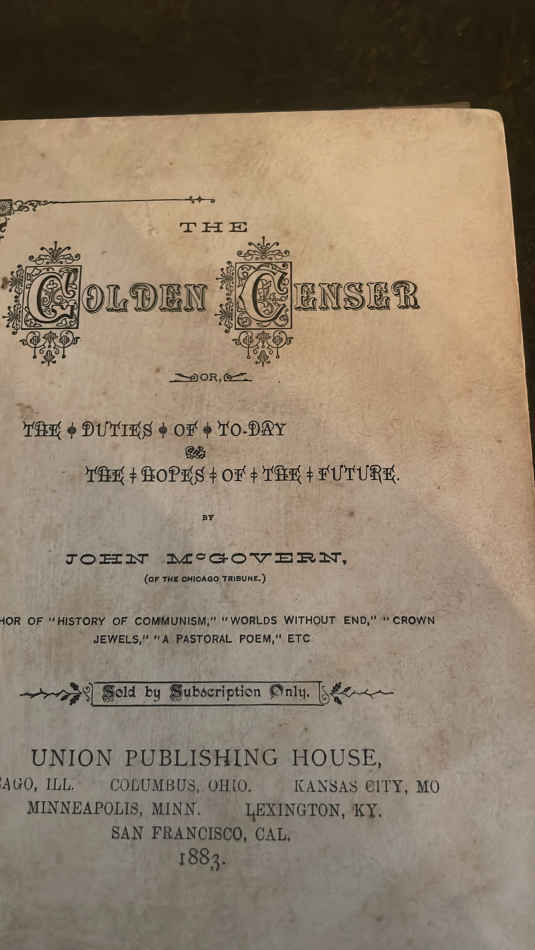 THE
GOLDEN CENSER
OR,
THE DUTIES OF TO-DAY
&
THE HOPES OF THE FUTURE.
BY
JOHN McGOVERN,
(OF THE CHICAGO TRIBUNE.)
HOR OF "HISTORY OF COMMUNISM," "WORLDS WITHOUT END," "CROWN
JEWELS," "A PASTORAL POEM," ETC
Sold by Subscription Only.
UNION PUBLISHING HOUSE,
AGO, ILL. COLUMBUS, OHIO. KANSAS CITY, MO
MINNEAPOLIS, MINN. LEXINGTON, KY.
SAN FRANCISCO, CAL.
1883.